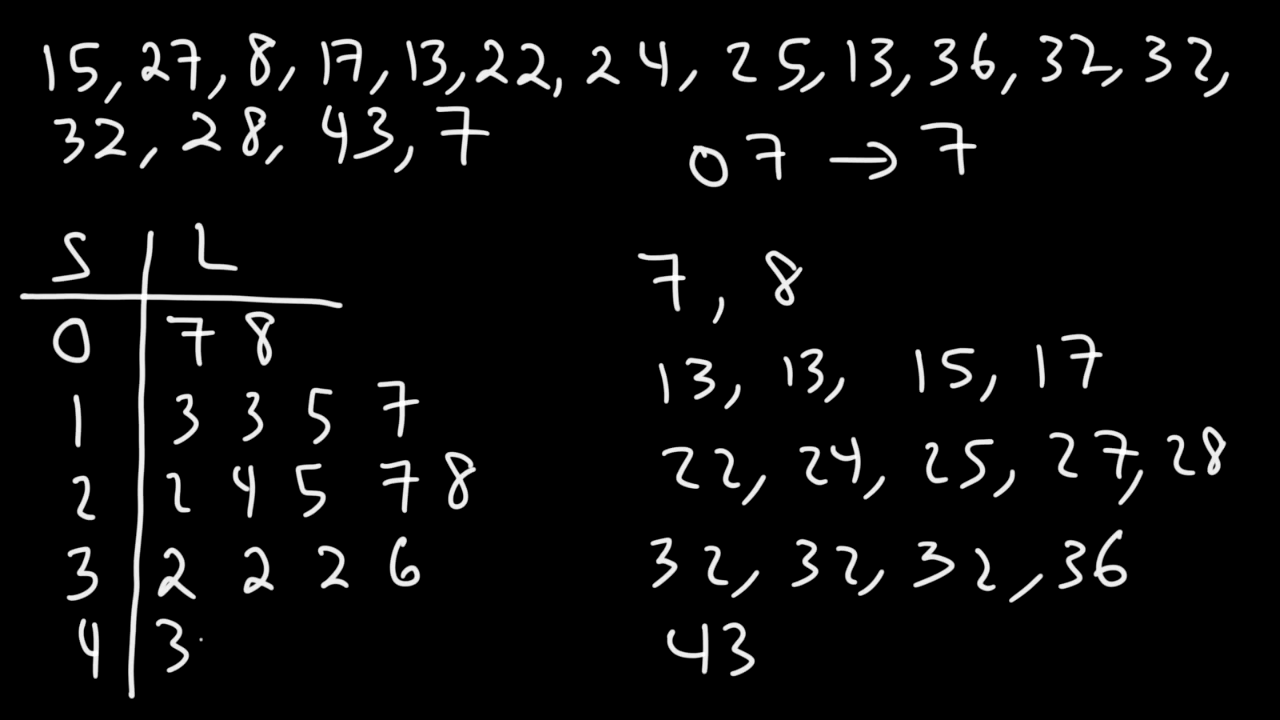 15, 27, 8, 17, 13, 22, 24, 25, 13, 36, 32, 32,
32, 28, 43, 7
07 → 7
S L
0 7 8
1 3 3 5 7
2 2 4 5 7 8
3 2 2 2 6
4 3
7, 8
13, 13, 15, 17
22, 24, 25, 27, 28
32, 32, 32, 36
43